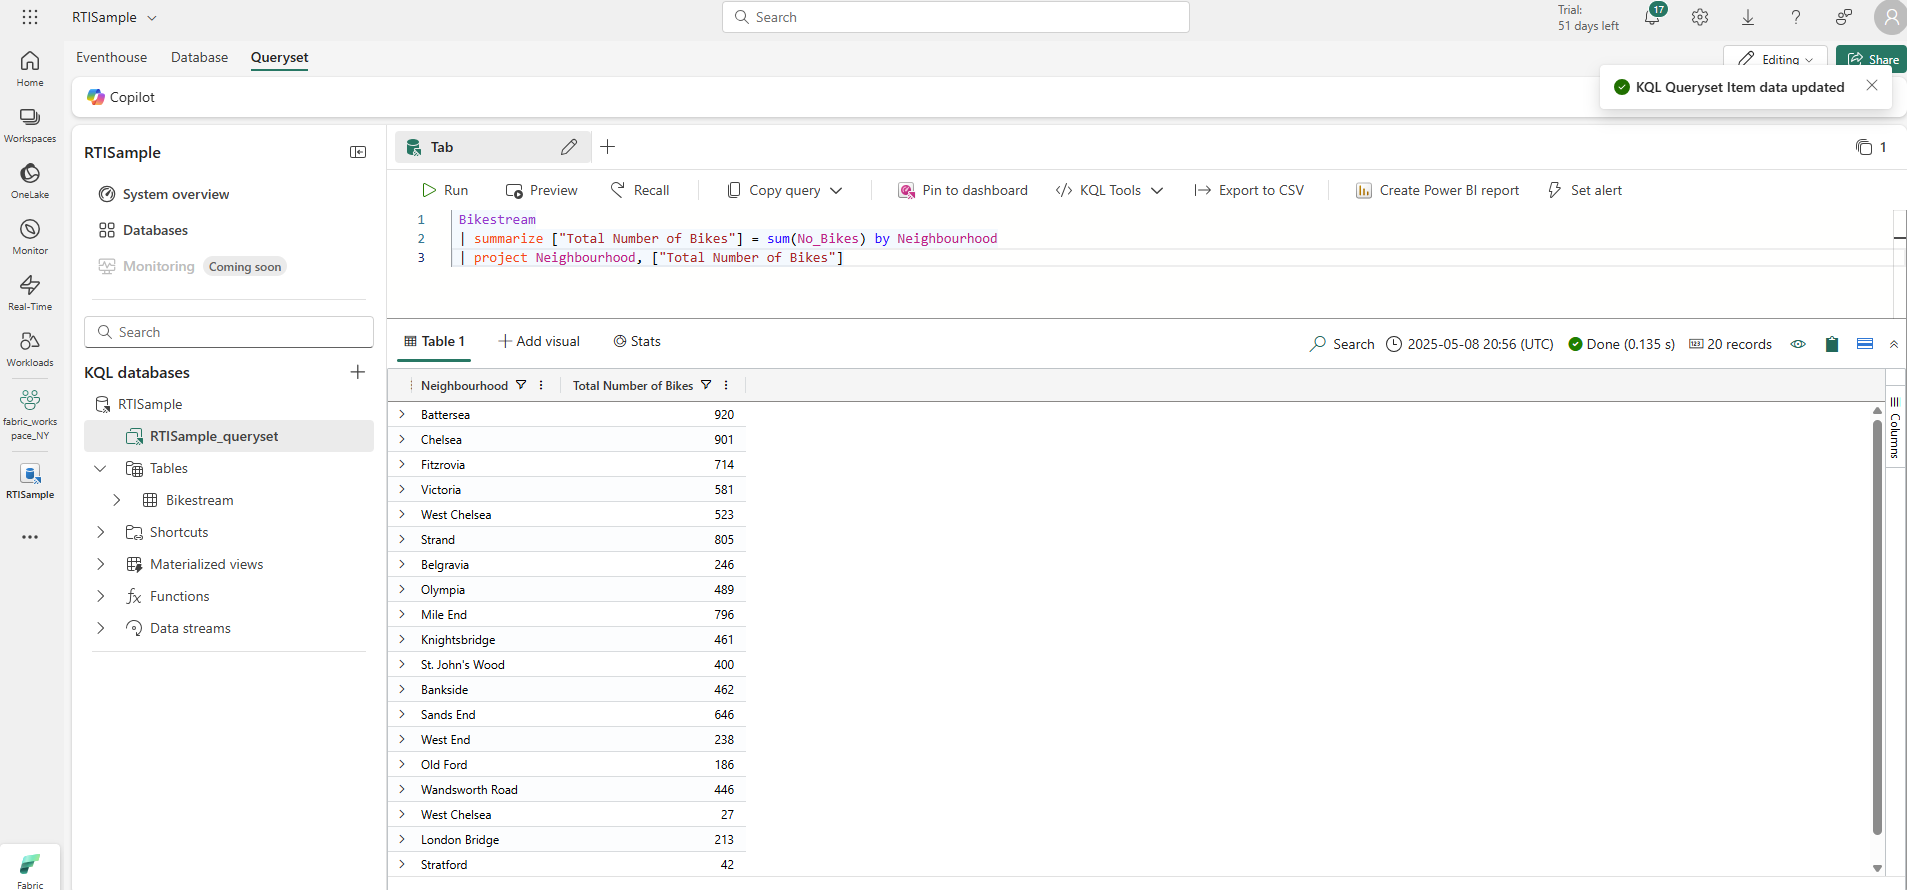 RTISample
Search
Trial:
51 days left
17
Home
Workspaces
OneLake
Monitor
Real-Time
Workloads
fabric_works
pace_NY
RTISample
Fabric
Eventhouse Database Queryset
Editing
Share
KQL Queryset Item data updated
Copilot
RTISample
System overview
Databases
Monitoring Coming soon
Search
KQL databases
RTISample
RTISample_queryset
Tables
Bikestream
Shortcuts
Materialized views
Functions
Data streams
Tab
1
Run Preview Recall Copy query Pin to dashboard KQL Tools Export to CSV Create Power BI report Set alert
1 Bikestream
2 | summarize ["Total Number of Bikes"] = sum(No_Bikes) by Neighbourhood
3 | project Neighbourhood, ["Total Number of Bikes"]
Table 1 Add visual Stats Search 2025-05-08 20:56 (UTC) Done (0.135 s) 20 records
Neighbourhood Total Number of Bikes
Battersea 920
Chelsea 901
Fitzrovia 714
Victoria 581
West Chelsea 523
Strand 805
Belgravia 246
Olympia 489
Mile End 796
Knightsbridge 461
St. John's Wood 400
Bankside 462
Sands End 646
West End 238
Old Ford 186
Wandsworth Road 446
West Chelsea 27
London Bridge 213
Stratford 42
Columns